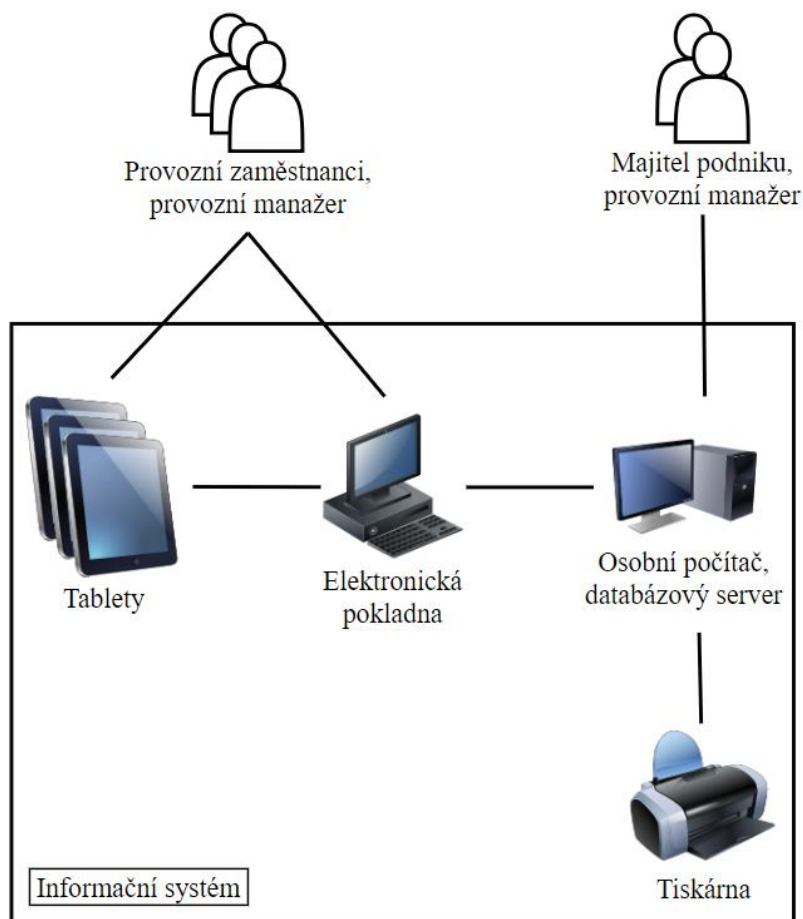 Provozní zaměstnanci,
provozní manažer
Majitel podniku,
provozní manažer
Tablety
Elektronická
pokladna
Osobní počítač,
databázový server
Tiskárna
Informační systém